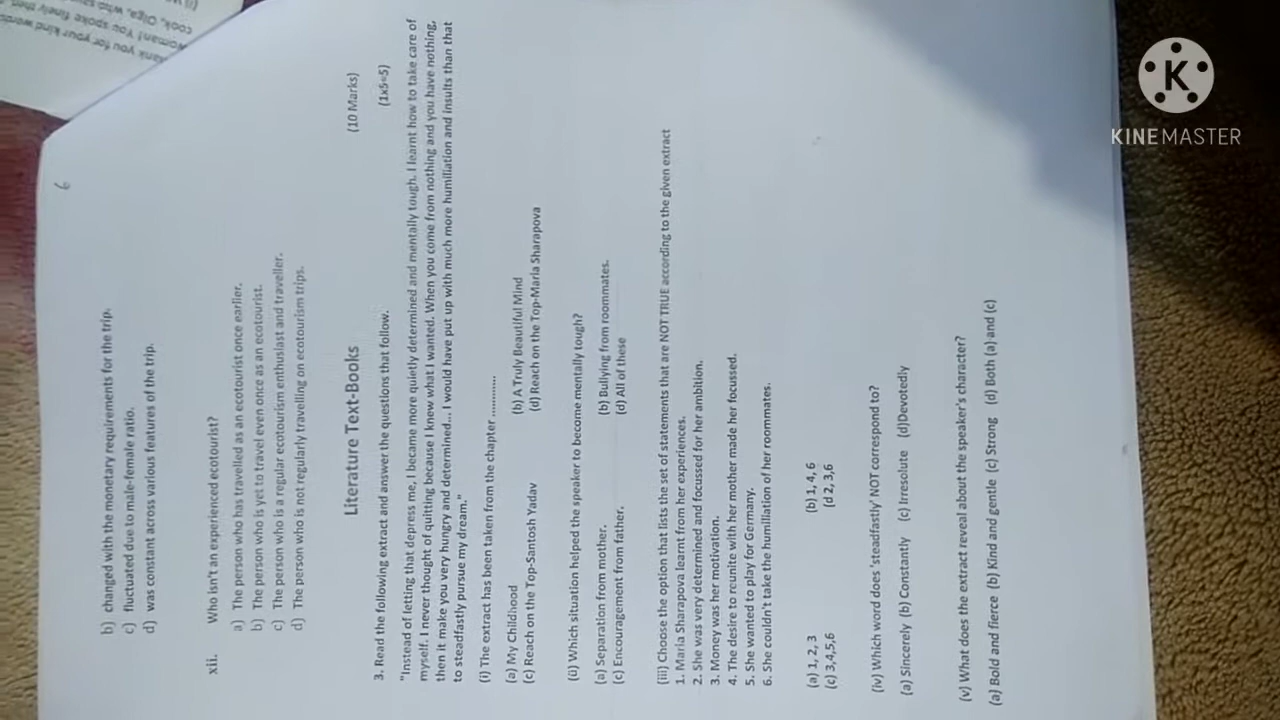 6
b) changed with the monetary requirements for the trip.
c) fluctuated due to male-female ratio.
d) was constant across various features of the trip.
xii. Who isn't an experienced ecotourist?
a) The person who has travelled as an ecotourist once earlier.
b) The person who is yet to travel even once as an ecotourist.
c) The person who is a regular ecotourism enthusiast and traveller.
d) The person who is not regularly travelling on ecotourism trips.
Literature Text-Books (10 Marks)
3. Read the following extract and answer the questions that follow. (1x5=5)
"Instead of letting that depress me, I became more quietly determined and mentally tough. I learnt how to take care of
myself. I never thought of quitting because I knew what I wanted. When you come from nothing and you have nothing,
then it make you very hungry and determined... I would have put up with much more humiliation and insults than that
to steadfastly pursue my dream."
(i) The extract has been taken from the chapter ............
(a) My Childhood (b) A Truly Beautiful Mind
(c) Reach on the Top-Santosh Yadav (d) Reach on the Top-Maria Sharapova
(ii) Which situation helped the speaker to become mentally tough?
(a) Separation from mother. (b) Bullying from roommates.
(c) Encouragement from father. (d) All of these
(iii) Choose the option that lists the set of statements that are NOT TRUE according to the given extract
1. Maria Sharapova learnt from her experiences.
2. She was very determined and focussed for her ambition.
3. Money was her motivation.
4. The desire to reunite with her mother made her focussed.
5. She wanted to play for Germany.
6. She couldn't take the humiliation of her roommates.
(a) 1, 2, 3 (b) 1, 4, 6
(c) 3,4,5,6 (d 2,3,6
(iv) Which word does 'steadfastly' NOT correspond to?
(a) Sincerely (b) Constantly (c) Irresolute (d)Devotedly
(v) What does the extract reveal about the speaker's character?
(a) Bold and fierce (b) Kind and gentle (c) Strong (d) Both (a) and (c)
ank you for your kind words
woman! You spoke finely
cook, Olga, who
KINEMASTER